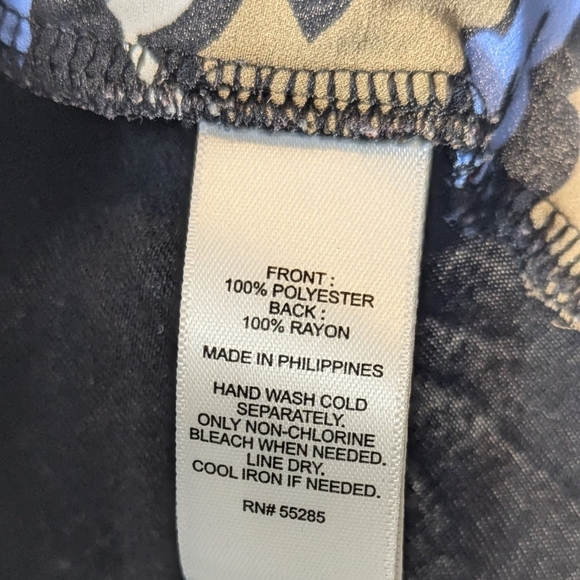 FRONT :
100% POLYESTER
BACK :
100% RAYON
MADE IN PHILIPPINES
HAND WASH COLD
SEPARATELY.
ONLY NON-CHLORINE
BLEACH WHEN NEEDED.
LINE DRY.
COOL IRON IF NEEDED.
RN# 55285